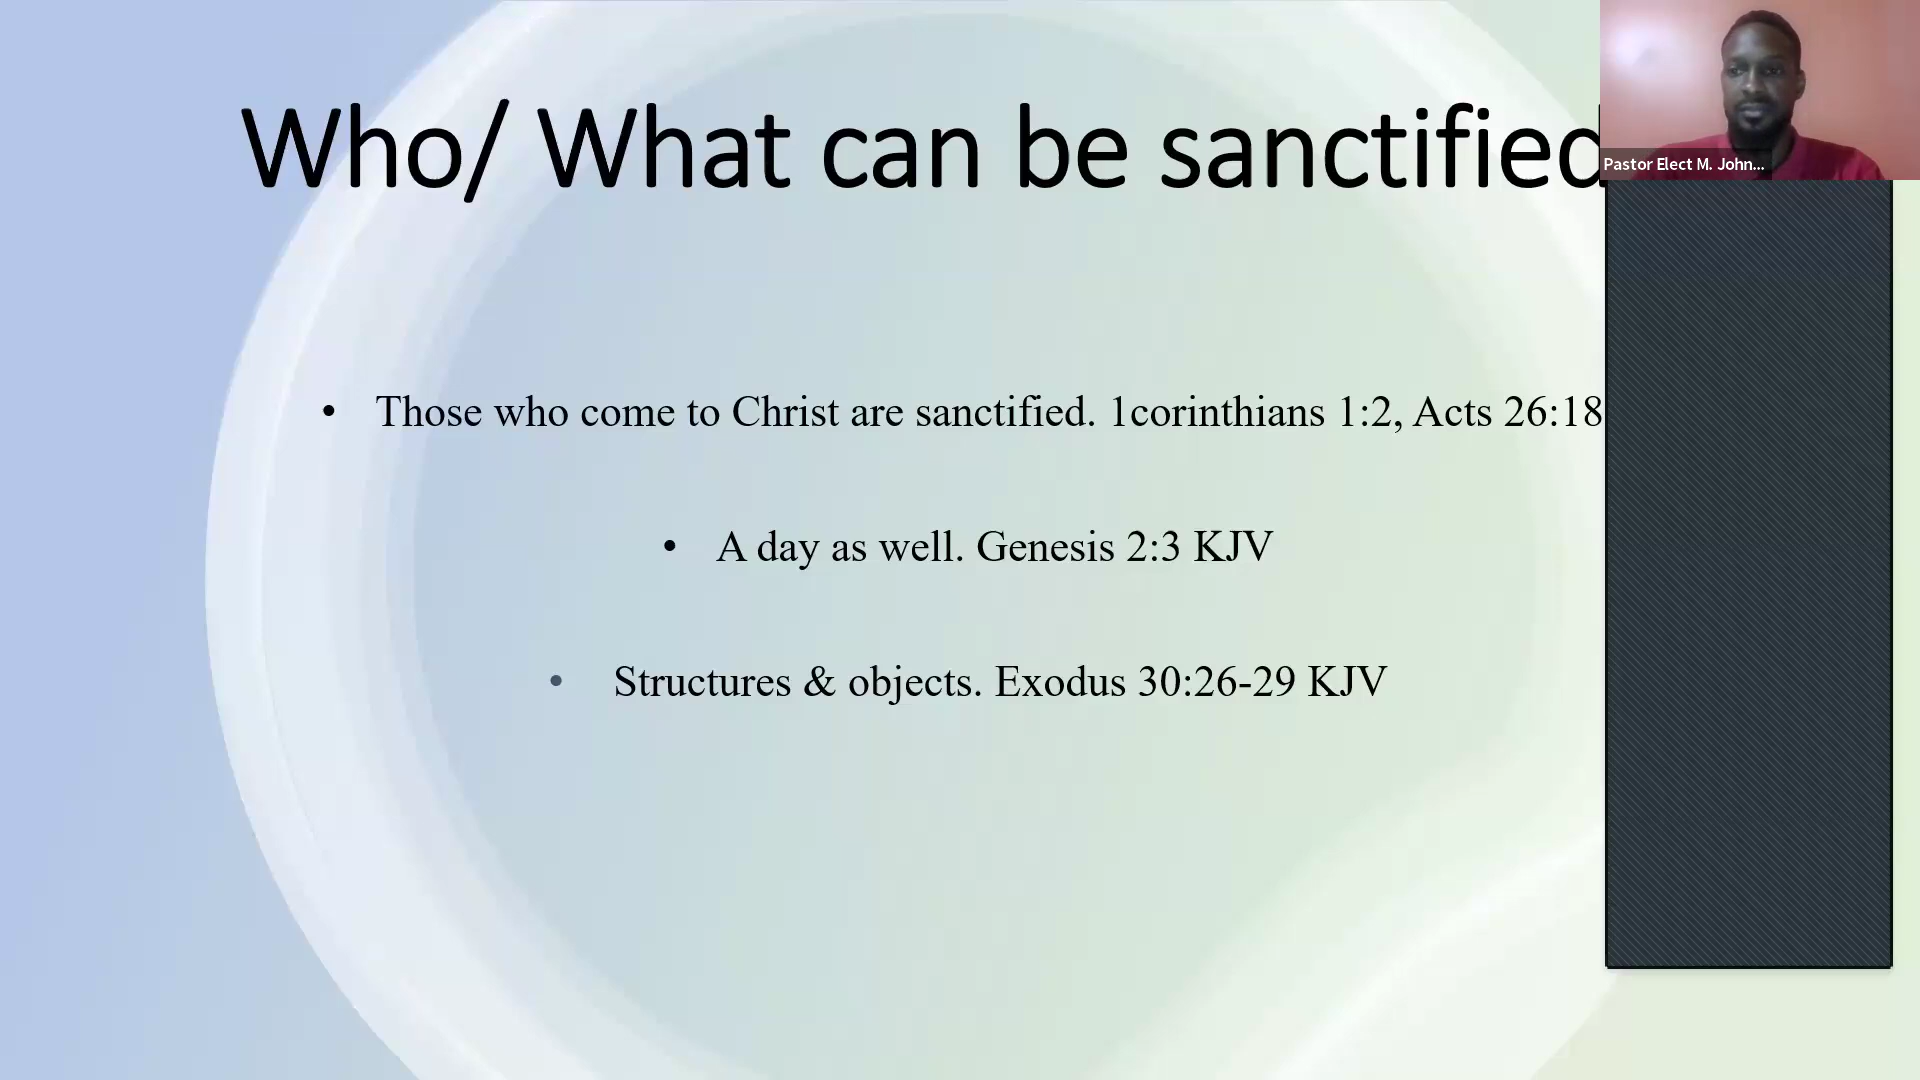 Who/ What can be sanctified
Pastor Elect M. John...
• Those who come to Christ are sanctified. 1corinthians 1:2, Acts 26:18
• A day as well. Genesis 2:3 KJV
• Structures & objects. Exodus 30:26-29 KJV